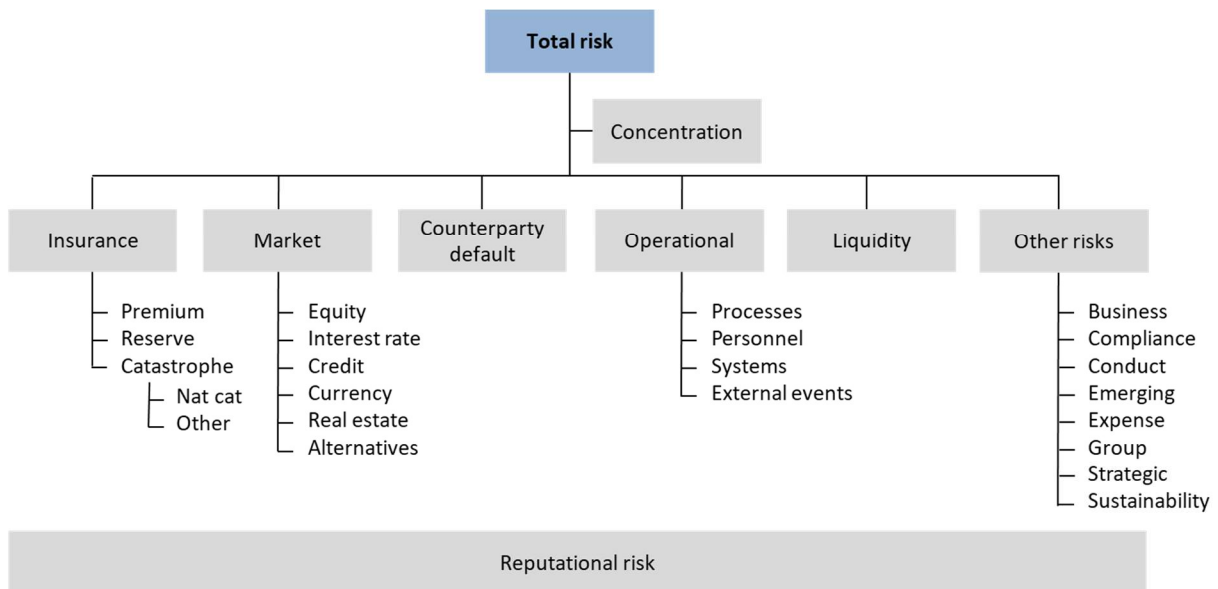 Total risk
Concentration
Insurance
Market
Counterparty
default
Operational
Liquidity
Other risks
Premium
Reserve
Catastrophe
Nat cat
Other
Equity
Interest rate
Credit
Currency
Real estate
Alternatives
Processes
Personnel
Systems
External events
Business
Compliance
Conduct
Emerging
Expense
Group
Strategic
Sustainability
Reputational risk